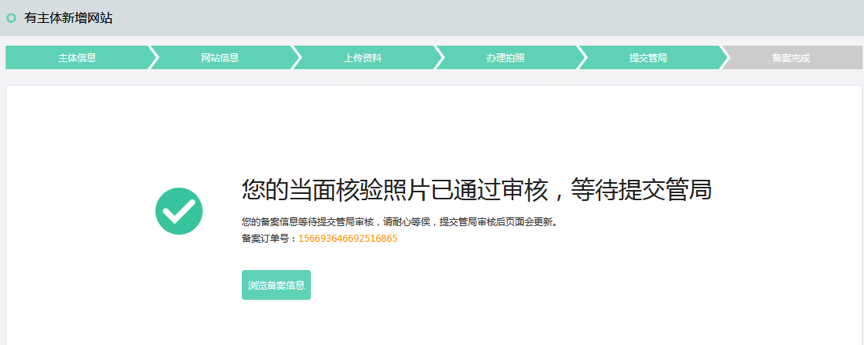 有主体新增网站
主体信息
网站信息
上传资料
办理拍照
提交管局
备案完成
您的当面核验照片已通过审核，等待提交管局
您的备案信息等待提交管局审核，请耐心等侯，提交管局审核后页面会更新。
备案订单号：156693646692516865
浏览备案信息